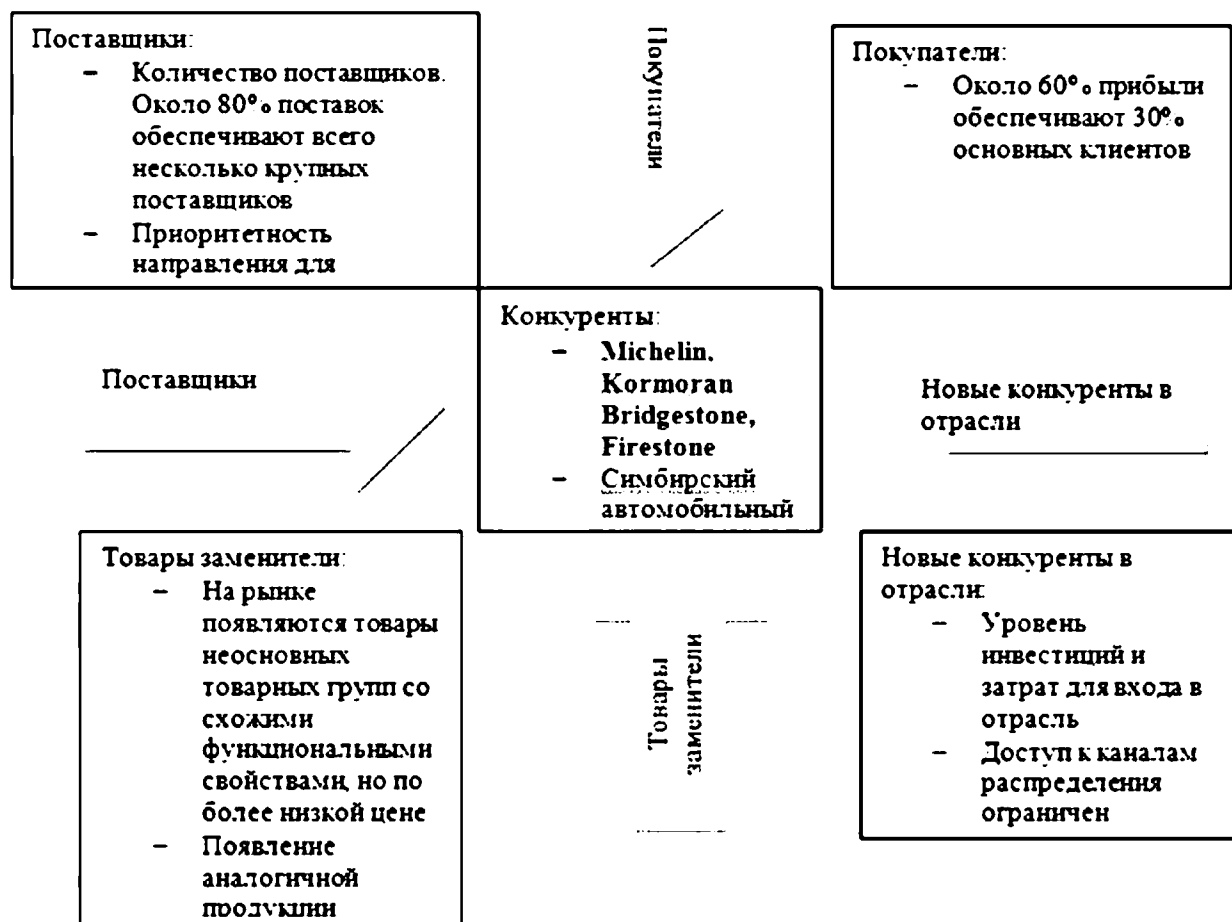 Поставщики:
– Количество поставщиков.
Около 80% поставок
обеспечивают всего
несколько крупных
поставщиков
– Приоритетность
направления для
Покупатели
Покупатели:
– Около 60% прибыли
обеспечивают 30%
основных клиентов
Поставщики
Конкуренты:
– Michelin,
Kormoran
Bridgestone,
Firestone
– Симбирский
автомобильный
Новые конкуренты в
отрасли
Товары заменители:
– На рынке
появляются товары
неосновных
товарных групп со
схожими
функциональными
свойствами, но по
более низкой цене
– Появление
аналогичной
продукции
Товары
заменители
Новые конкуренты в
отрасли:
– Уровень
инвестиций и
затрат для входа в
отрасль
– Доступ к каналам
распределения
ограничен